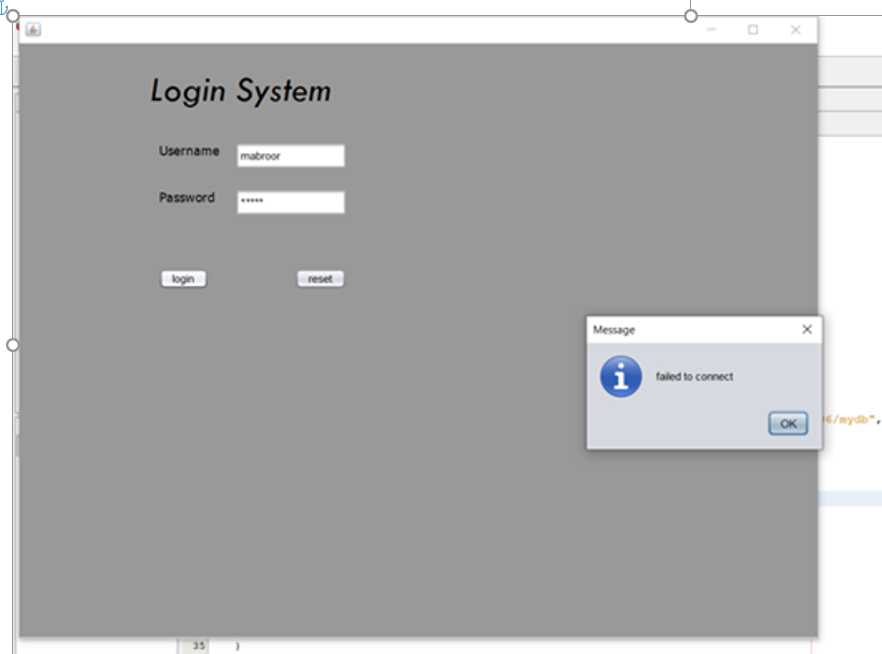 Login System
Username
mabroor
Password
*****
login
reset
Message
failed to connect
OK
6/mydb",
35 }